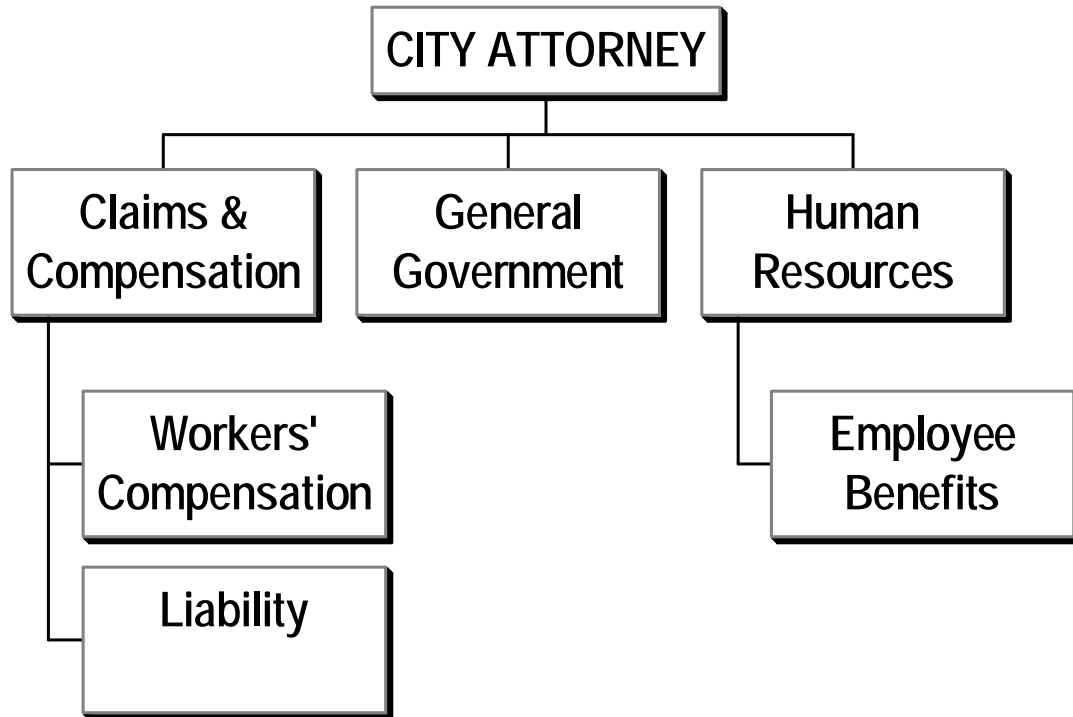 CITY ATTORNEY
Claims &
Compensation
General
Government
Human
Resources
Workers'
Compensation
Employee
Benefits
Liability